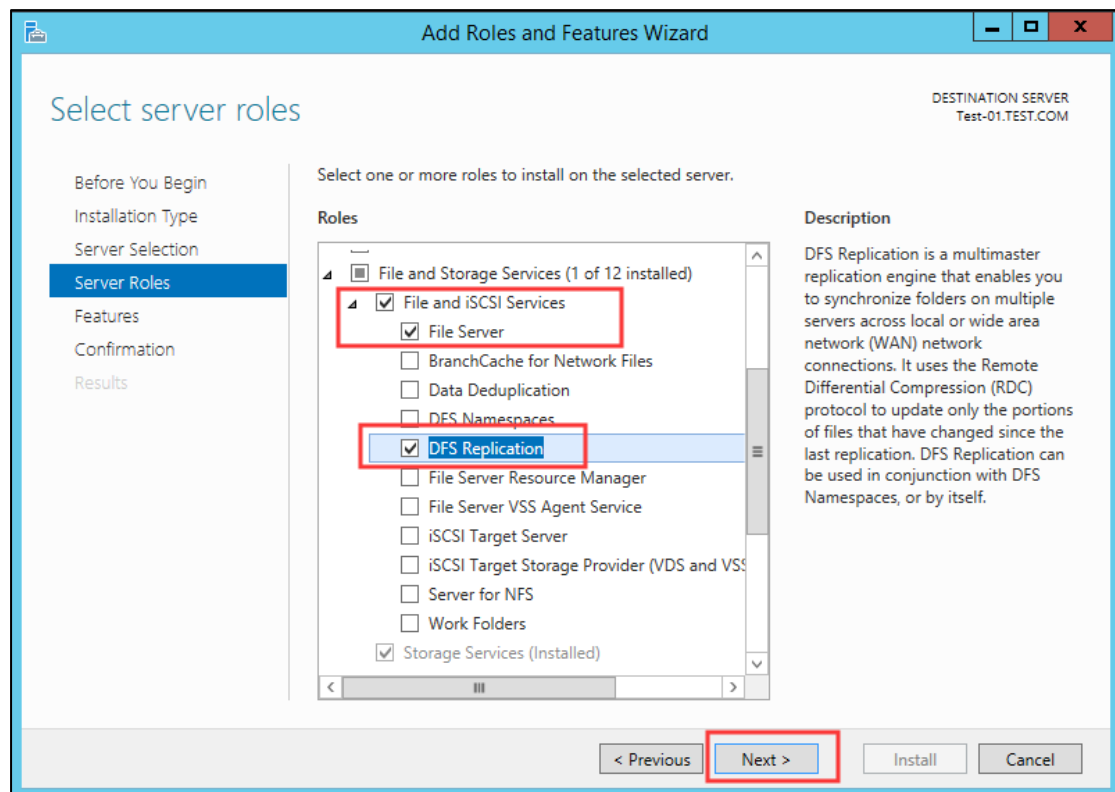 Add Roles and Features Wizard
Select server roles
DESTINATION SERVER
Test-01.TEST.COM
Before You Begin
Installation Type
Server Selection
Server Roles
Features
Confirmation
Results
Select one or more roles to install on the selected server.
Roles
File and Storage Services (1 of 12 installed)
File and iSCSI Services
File Server
BranchCache for Network Files
Data Deduplication
DFS Namespaces
DFS Replication
File Server Resource Manager
File Server VSS Agent Service
iSCSI Target Server
iSCSI Target Storage Provider (VDS and VSS
Server for NFS
Work Folders
Storage Services (Installed)
Description
DFS Replication is a multimaster
replication engine that enables you
to synchronize folders on multiple
servers across local or wide area
network (WAN) network
connections. It uses the Remote
Differential Compression (RDC)
protocol to update only the portions
of files that have changed since the
last replication. DFS Replication can
be used in conjunction with DFS
Namespaces, or by itself.
< Previous
Next >
Install
Cancel